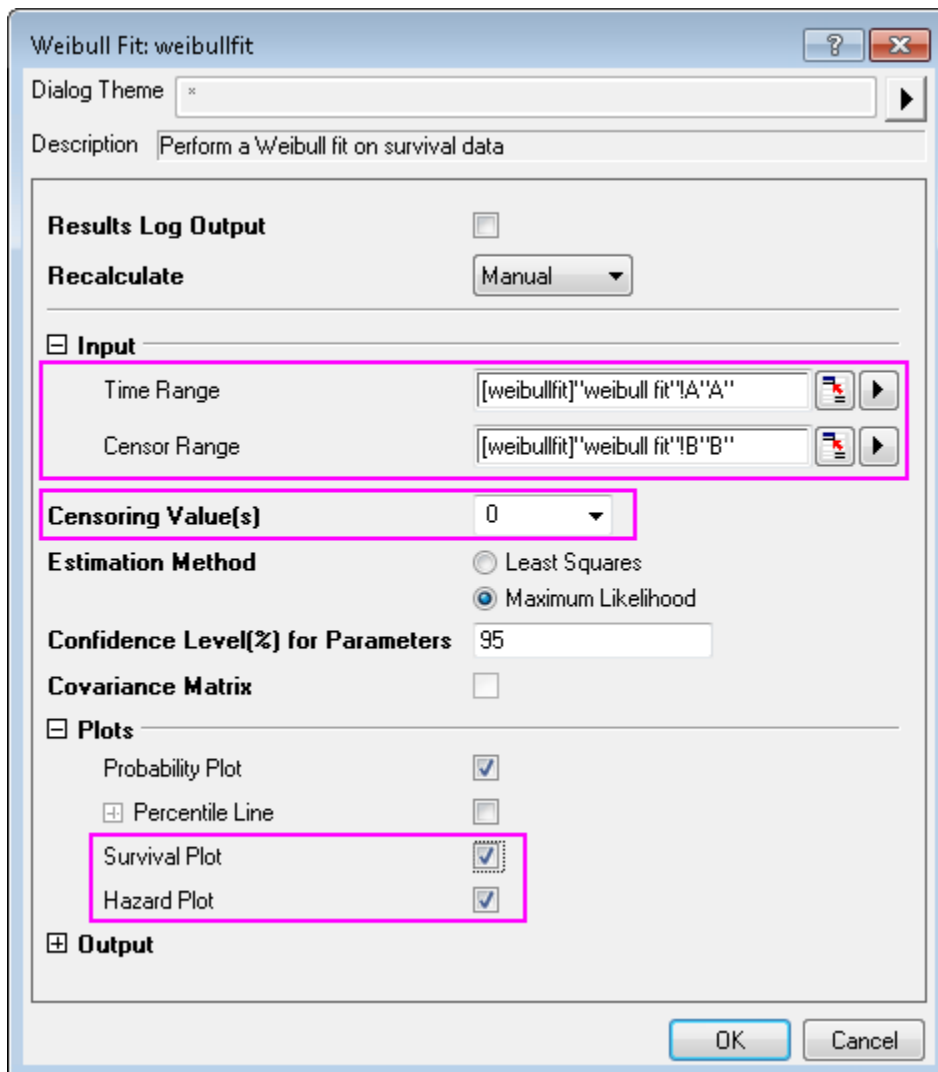 Weibull Fit: weibullfit
Dialog Theme *
Description Perform a Weibull fit on survival data
Results Log Output
Recalculate Manual
Input
Time Range [weibullfit]"weibull fit"!A"A"
Censor Range [weibullfit]"weibull fit"!B"B"
Censoring Value(s) 0
Estimation Method Least Squares
Maximum Likelihood
Confidence Level(%) for Parameters 95
Covariance Matrix
Plots
Probability Plot
Percentile Line
Survival Plot
Hazard Plot
Output
OK Cancel